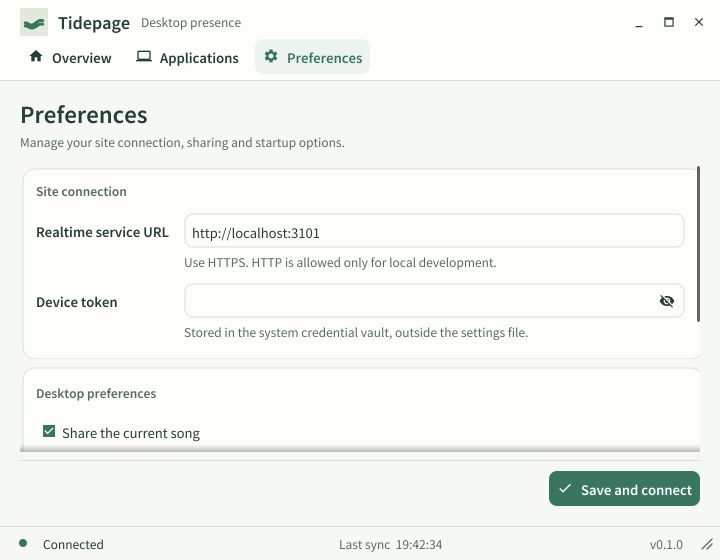 Tidepage Desktop presence
Overview Applications Preferences
Preferences
Manage your site connection, sharing and startup options.
Site connection
Realtime service URL http://localhost:3101
Use HTTPS. HTTP is allowed only for local development.
Device token
Stored in the system credential vault, outside the settings file.
Desktop preferences
Share the current song
Save and connect
Connected Last sync 19:42:34 v0.1.0